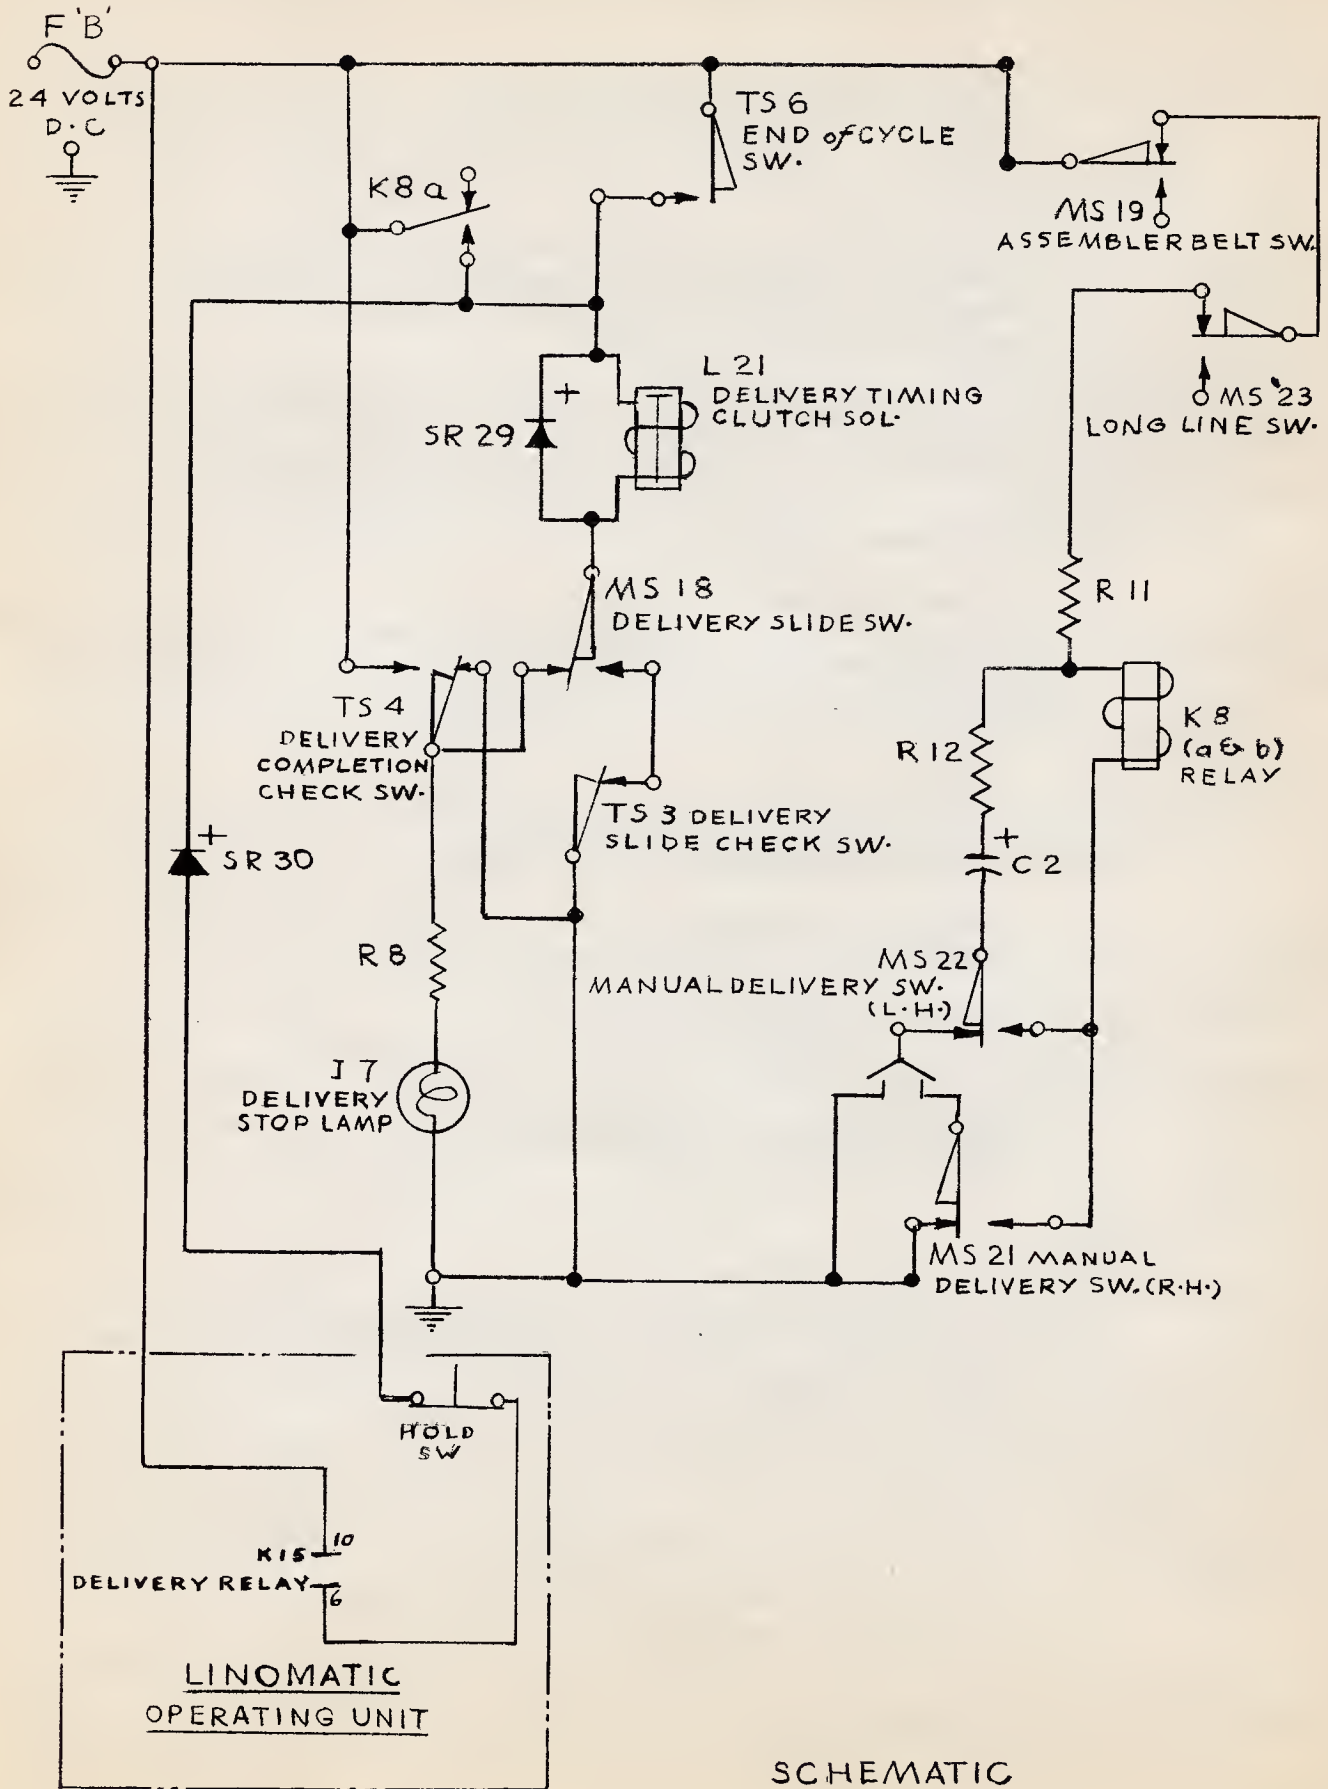 F 'B'
24 VOLTS
D.C
TS 6
END of CYCLE
SW.
K8a
MS 19
ASSEMBLER BELT SW.
MS 23
LONG LINE SW.
L 21
DELIVERY TIMING
CLUTCH SOL.
+
SR 29
MS 18
DELIVERY SLIDE SW.
R 11
TS 4
DELIVERY
COMPLETION
CHECK SW.
K 8
(a & b)
RELAY
R 12
TS 3 DELIVERY
SLIDE CHECK SW.
+
SR 30
+
C 2
R 8
MS 22
MANUAL DELIVERY SW.
(L.H.)
I 7
DELIVERY
STOP LAMP
MS 21 MANUAL
DELIVERY SW. (R.H.)
HOLD
SW
K15
10
DELIVERY RELAY
6
LINOMATIC
OPERATING UNIT
SCHEMATIC